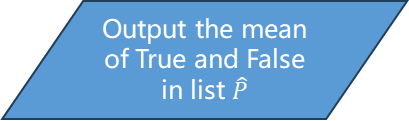 Output the mean
of True and False
in list P̂